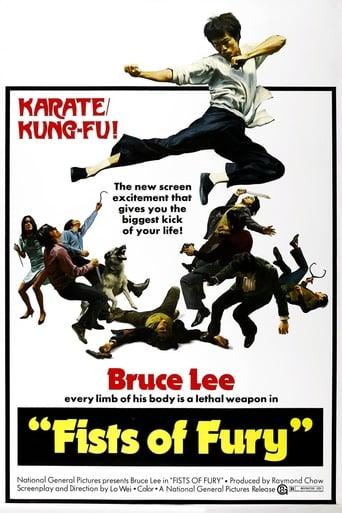 KARATE/
KUNG-FU!
The new screen
excitement that
gives you the
biggest kick
of your life!
Bruce Lee
every limb of his body is a lethal weapon in
"Fists of Fury"
National General Pictures presents Bruce Lee in "FISTS OF FURY" • Produced by Raymond Chow
Screenplay and Direction by Lo Wei • Color • A National General Pictures Release